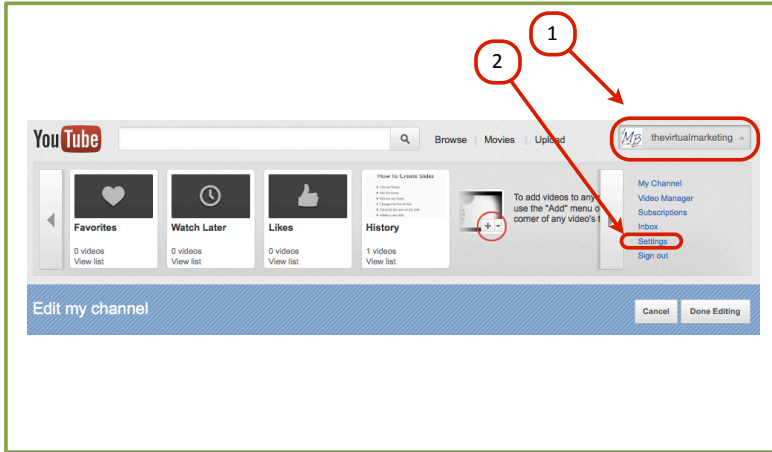 1
2
YouTube
Browse | Movies | Upload
MB thevirtualmarketing
How To Create Slides
To add videos to any
use the "Add" menu o
corner of any video's t
Favorites
0 videos
View list
Watch Later
0 videos
View list
Likes
0 videos
View list
History
1 videos
View list
My Channel
Video Manager
Subscriptions
Inbox
Settings
Sign out
Edit my channel
Cancel
Done Editing